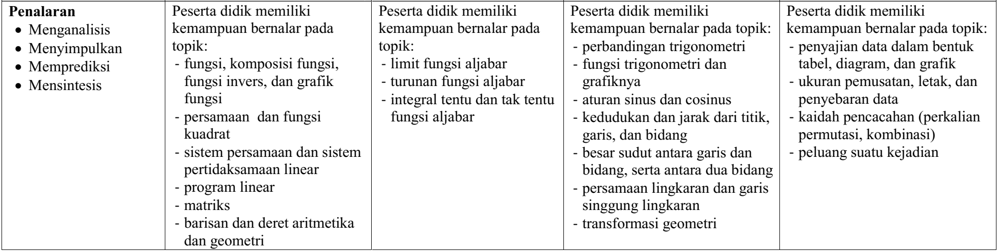 Penalaran
• Menganalisis
• Menyimpulkan
• Memprediksi
• Mensintesis
Peserta didik memiliki
kemampuan bernalar pada
topik:
- fungsi, komposisi fungsi,
fungsi invers, dan grafik
fungsi
- persamaan dan fungsi
kuadrat
- sistem persamaan dan sistem
pertidaksamaan linear
- program linear
- matriks
- barisan dan deret aritmetika
dan geometri
Peserta didik memiliki
kemampuan bernalar pada
topik:
- limit fungsi aljabar
- turunan fungsi aljabar
- integral tentu dan tak tentu
fungsi aljabar
Peserta didik memiliki
kemampuan bernalar pada topik:
- perbandingan trigonometri
- fungsi trigonometri dan
grafiknya
- aturan sinus dan cosinus
- kedudukan dan jarak dari titik,
garis, dan bidang
- besar sudut antara garis dan
bidang, serta antara dua bidang
- persamaan lingkaran dan garis
singgung lingkaran
- transformasi geometri
Peserta didik memiliki
kemampuan bernalar pada topik:
- penyajian data dalam bentuk
tabel, diagram, dan grafik
- ukuran pemusatan, letak, dan
penyebaran data
- kaidah pencacahan (perkalian
permutasi, kombinasi)
- peluang suatu kejadian